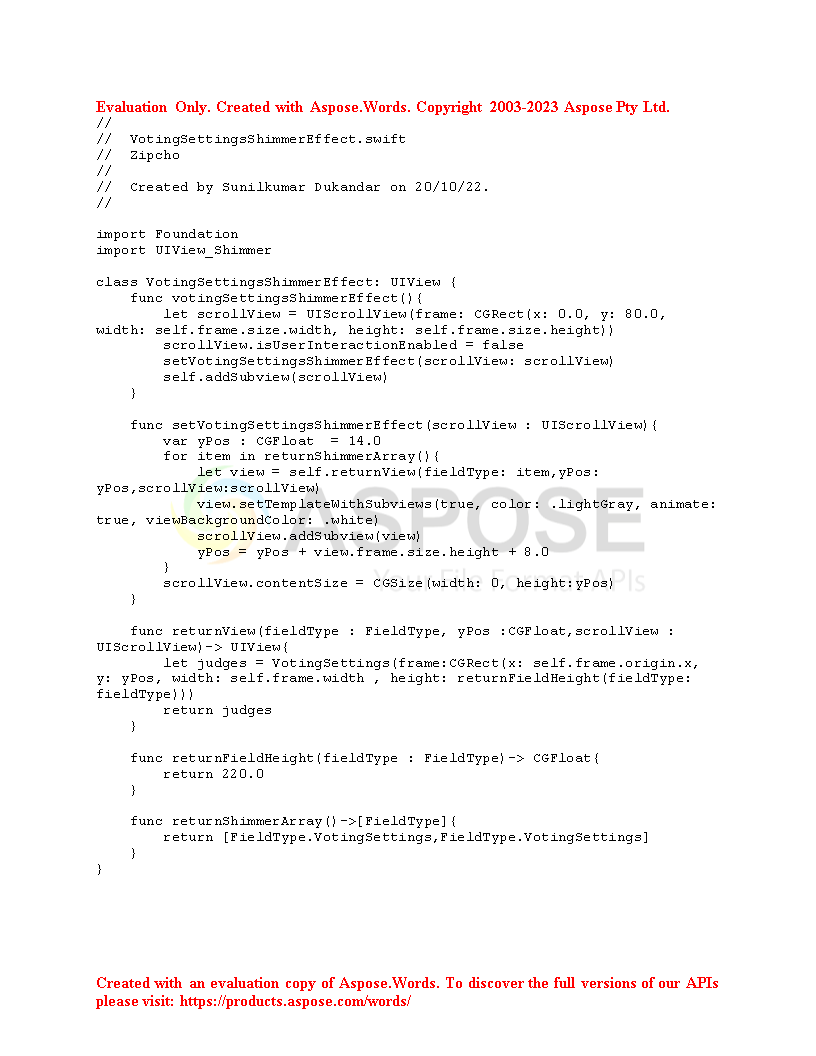 Evaluation Only. Created with Aspose.Words. Copyright 2003-2023 Aspose Pty Ltd.
//
//  VotingSettingsShimmerEffect.swift
//  Zipcho
//
//  Created by Sunilkumar Dukandar on 20/10/22.
//
import Foundation
import UIView_Shimmer
class VotingSettingsShimmerEffect: UIView {
    func votingSettingsShimmerEffect(){
        let scrollView = UIScrollView(frame: CGRect(x: 0.0, y: 80.0,
width: self.frame.size.width, height: self.frame.size.height))
        scrollView.isUserInteractionEnabled = false
        setVotingSettingsShimmerEffect(scrollView: scrollView)
        self.addSubview(scrollView)
    }
    func setVotingSettingsShimmerEffect(scrollView : UIScrollView){
        var yPos : CGFloat  = 14.0
        for item in returnShimmerArray(){
            let view = self.returnView(fieldType: item,yPos:
yPos,scrollView:scrollView)
            view.setTemplateWithSubviews(true, color: .lightGray, animate:
true, viewBackgroundColor: .white)
            scrollView.addSubview(view)
            yPos = yPos + view.frame.size.height + 8.0
        }
        scrollView.contentSize = CGSize(width: 0, height:yPos)
    }
    func returnView(fieldType : FieldType, yPos :CGFloat,scrollView :
UIScrollView)-> UIView{
        let judges = VotingSettings(frame:CGRect(x: self.frame.origin.x,
y: yPos, width: self.frame.width , height: returnFieldHeight(fieldType:
fieldType)))
        return judges
    }
    func returnFieldHeight(fieldType : FieldType)-> CGFloat{
        return 220.0
    }
    func returnShimmerArray()->[FieldType]{
        return [FieldType.VotingSettings,FieldType.VotingSettings]
    }
}
ASPOSE
Your File Format APIs
Created with an evaluation copy of Aspose.Words. To discover the full versions of our APIs
please visit: https://products.aspose.com/words/